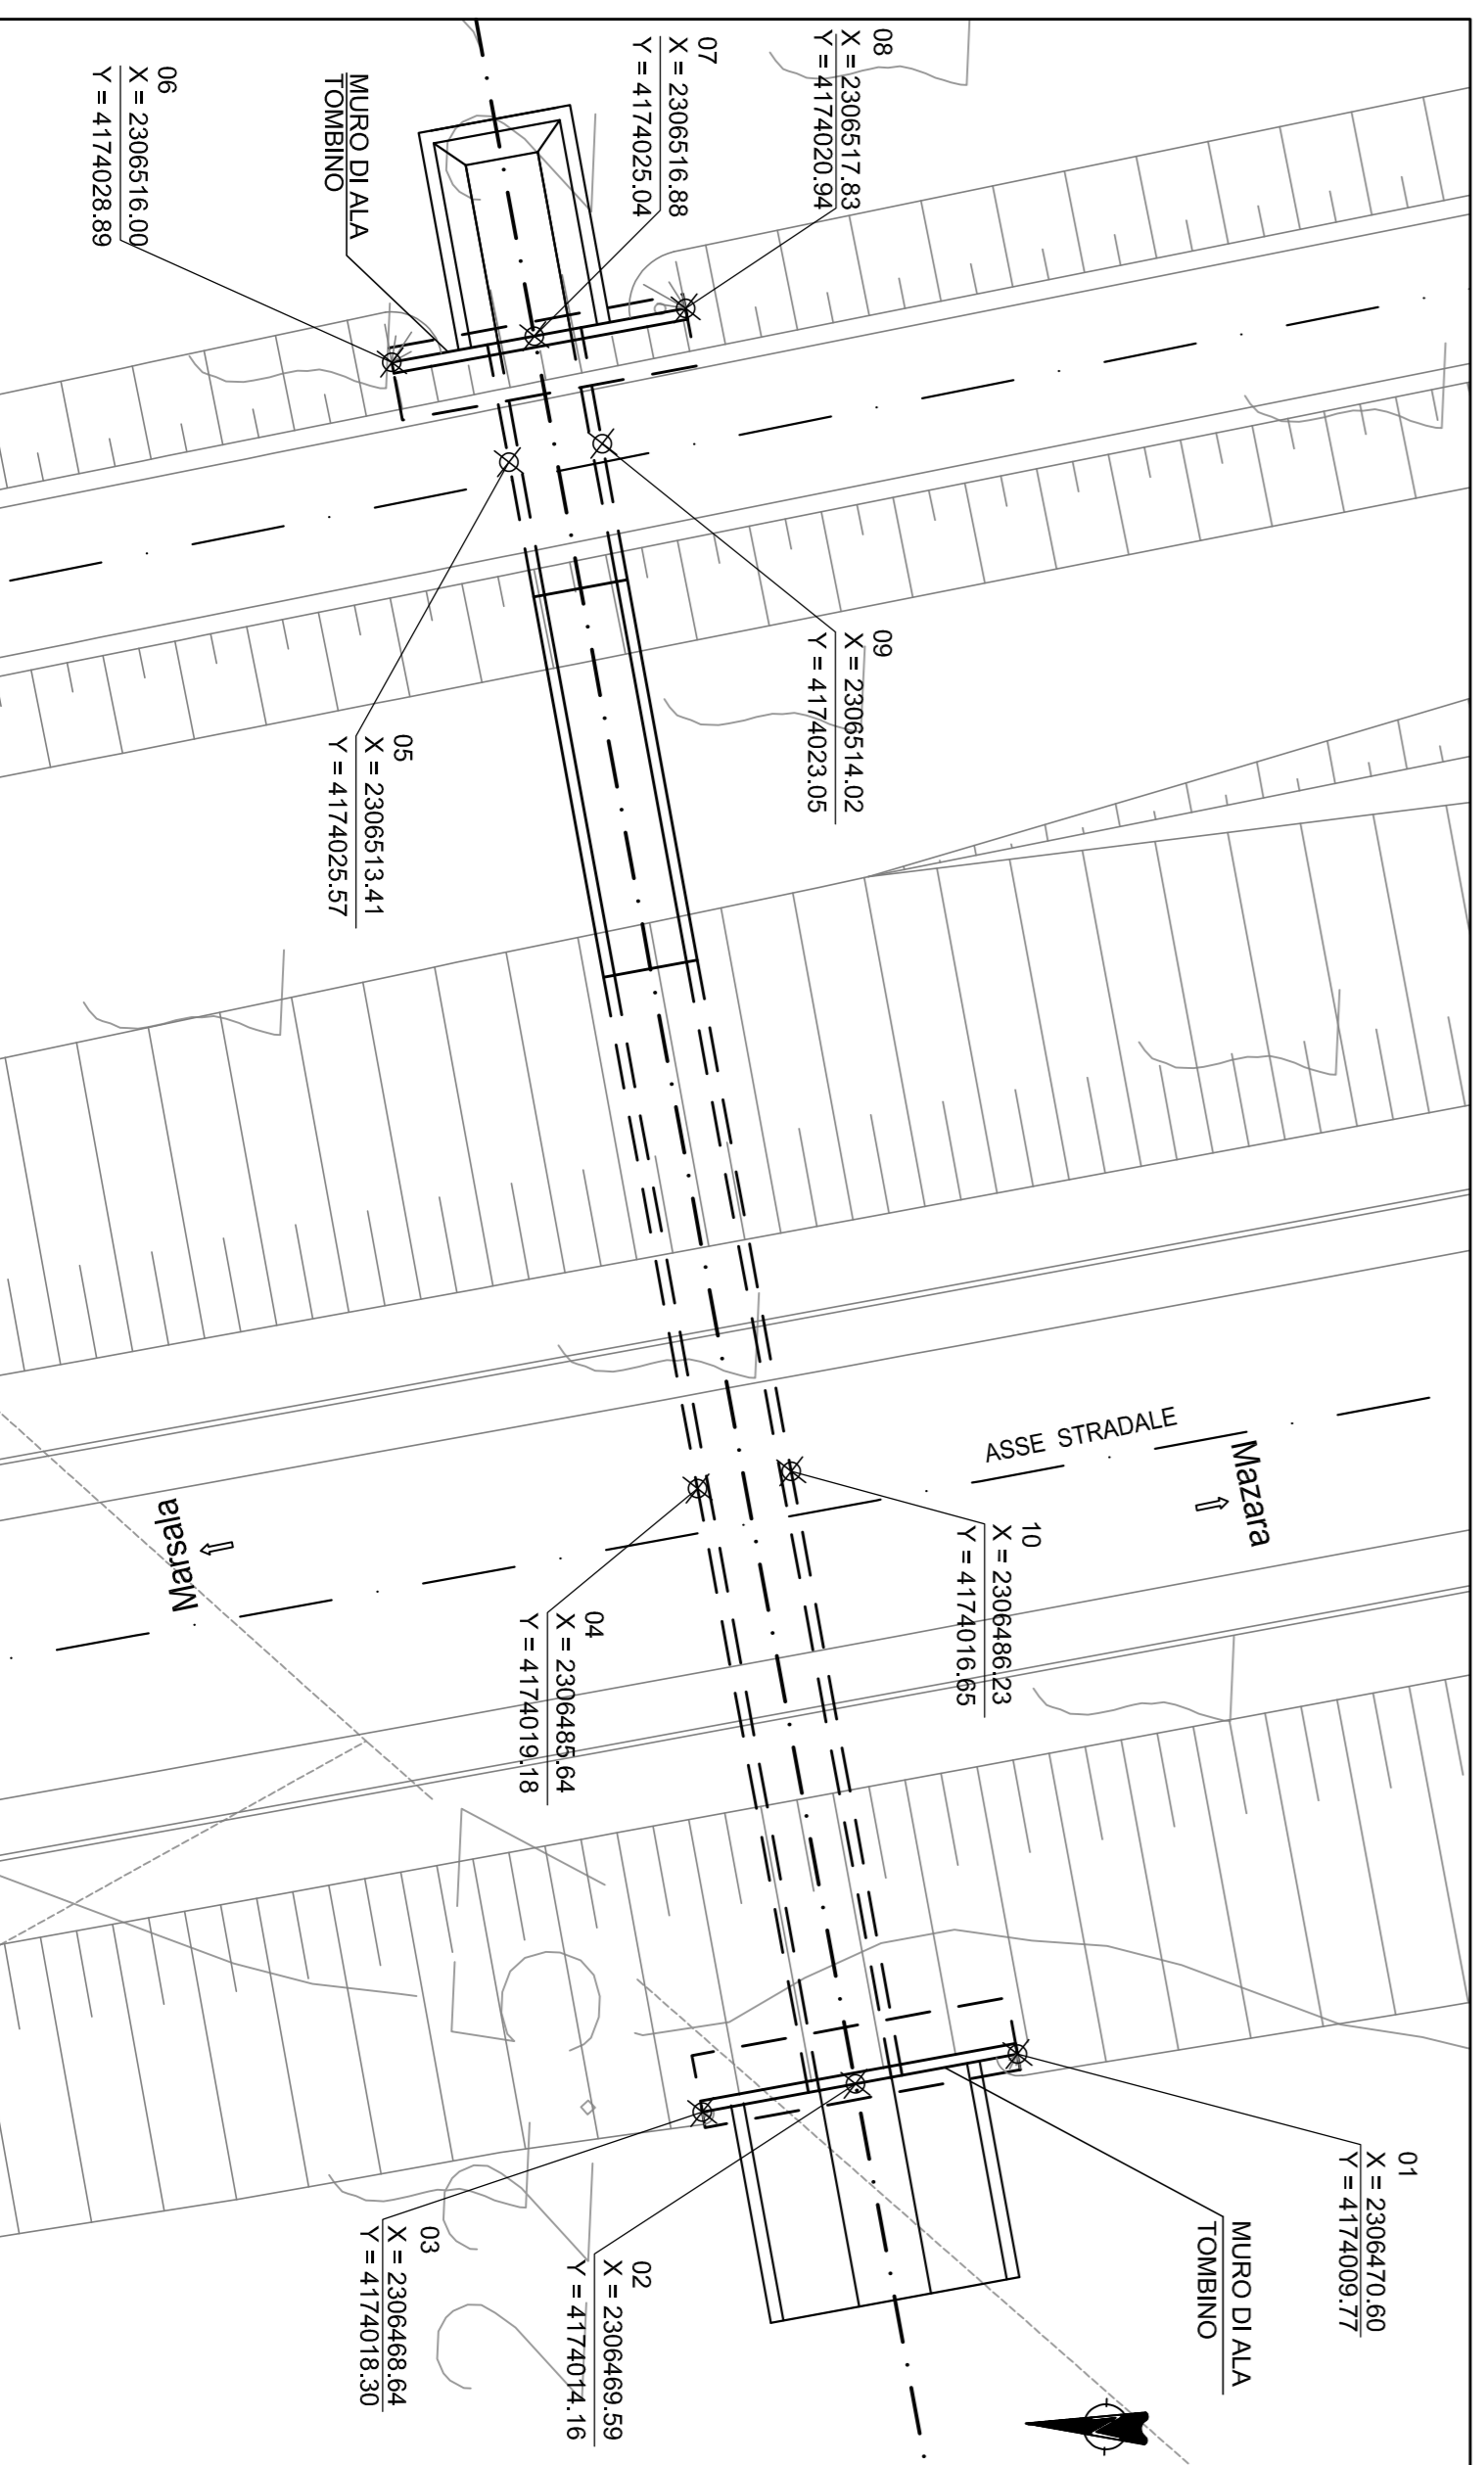 08
X = 2306517.83
Y = 4174020.94
07
X = 2306516.88
Y = 4174025.04
MURO DI ALA
TOMBINO
06
X = 2306516.00
Y = 4174028.89
09
X = 2306514.02
Y = 4174023.05
05
X = 2306513.41
Y = 4174025.57
Mazara
ASSE STRADALE
Marsala
10
X = 2306486.23
Y = 4174016.65
04
X = 2306485.64
Y = 4174019.18
01
X = 2306470.60
Y = 4174009.77
MURO DI ALA
TOMBINO
02
X = 2306469.59
Y = 4174014.16
03
X = 2306468.64
Y = 4174018.30